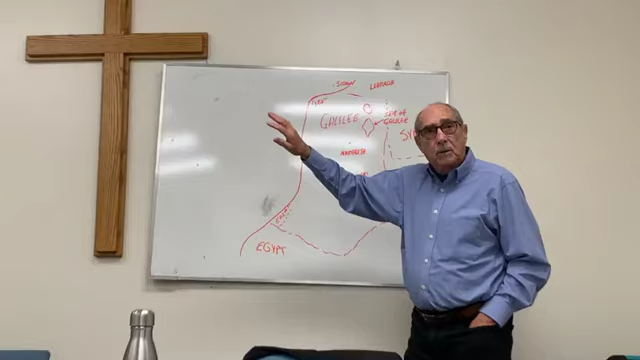 SIDON
LEBANON
TYRE
GALILEE
SEA OF
GALILEE
SY
NAZARETH
EGYPT